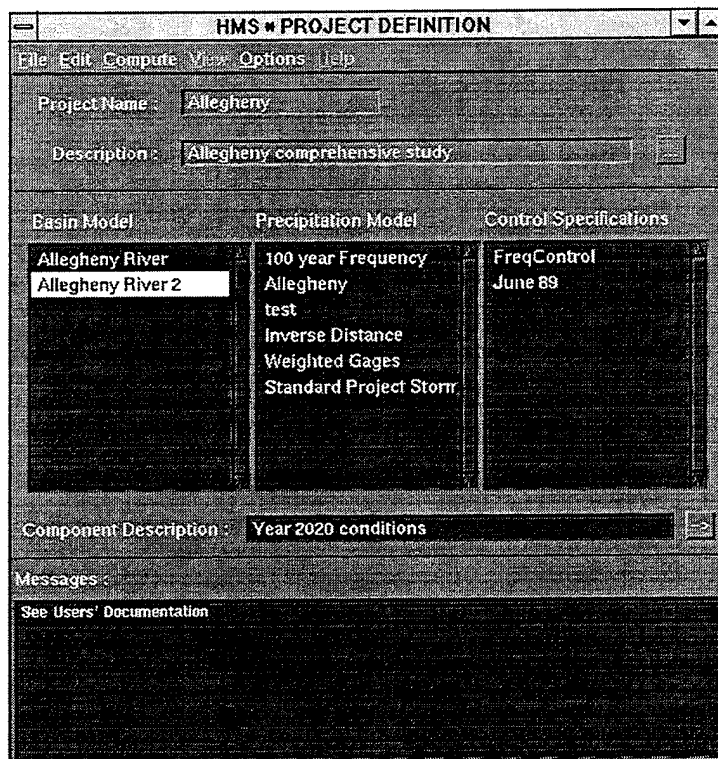 HMS * PROJECT DEFINITION
File Edit Compute View Options Help
Project Name : Allegheny
Description : Allegheny comprehensive study ...
Basin Model Precipitation Model Control Specifications
Allegheny River 100 year Frequency FreqControl
Allegheny River 2 Allegheny June 89
test
Inverse Distance
Weighted Gages
Standard Project Storm
Component Description : Year 2020 conditions -->
Messages :
See Users' Documentation